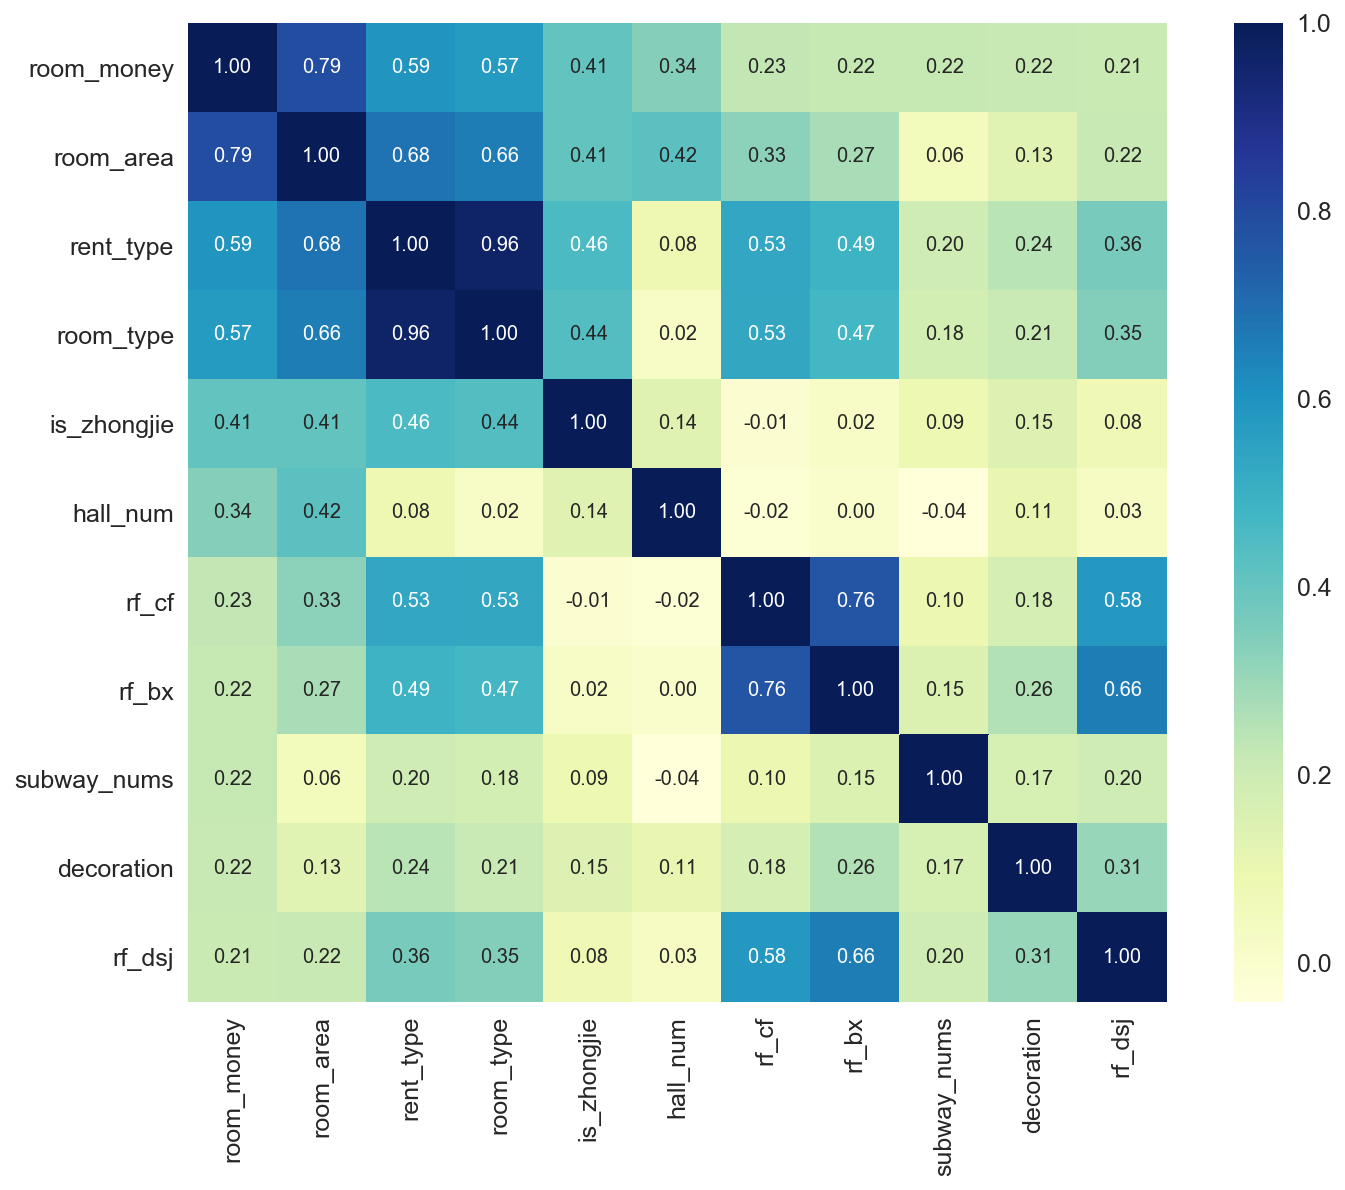 room_money 1.00 0.79 0.59 0.57 0.41 0.34 0.23 0.22 0.22 0.22 0.21
room_area 0.79 1.00 0.68 0.66 0.41 0.42 0.33 0.27 0.06 0.13 0.22
rent_type 0.59 0.68 1.00 0.96 0.46 0.08 0.53 0.49 0.20 0.24 0.36
room_type 0.57 0.66 0.96 1.00 0.44 0.02 0.53 0.47 0.18 0.21 0.35
is_zhongjie 0.41 0.41 0.46 0.44 1.00 0.14 -0.01 0.02 0.09 0.15 0.08
hall_num 0.34 0.42 0.08 0.02 0.14 1.00 -0.02 0.00 -0.04 0.11 0.03
rf_cf 0.23 0.33 0.53 0.53 -0.01 -0.02 1.00 0.76 0.10 0.18 0.58
rf_bx 0.22 0.27 0.49 0.47 0.02 0.00 0.76 1.00 0.15 0.26 0.66
subway_nums 0.22 0.06 0.20 0.18 0.09 -0.04 0.10 0.15 1.00 0.17 0.20
decoration 0.22 0.13 0.24 0.21 0.15 0.11 0.18 0.26 0.17 1.00 0.31
rf_dsj 0.21 0.22 0.36 0.35 0.08 0.03 0.58 0.66 0.20 0.31 1.00
room_money
room_area
rent_type
room_type
is_zhongjie
hall_num
rf_cf
rf_bx
subway_nums
decoration
rf_dsj
1.0
0.8
0.6
0.4
0.2
0.0